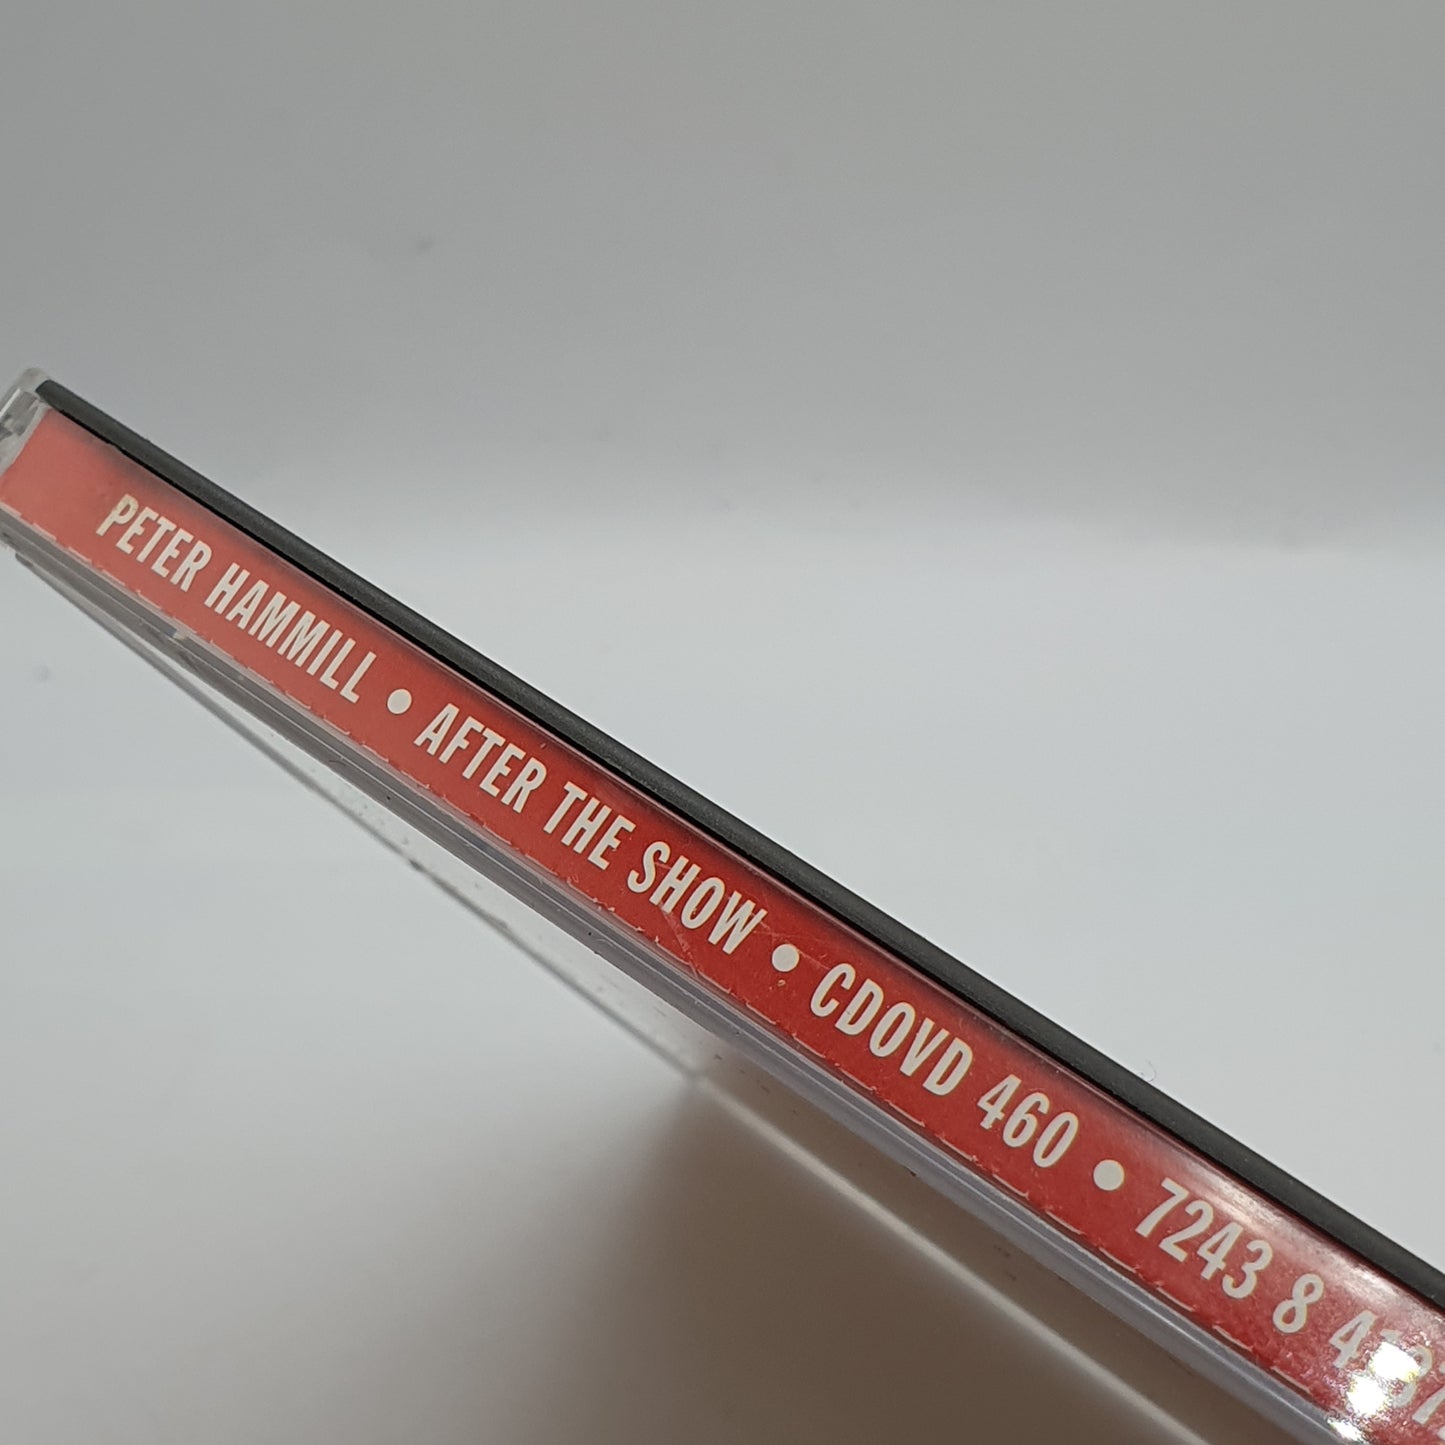 PETER HAMMILL • AFTER THE SHOW • CDOVD 460 • 7243 8